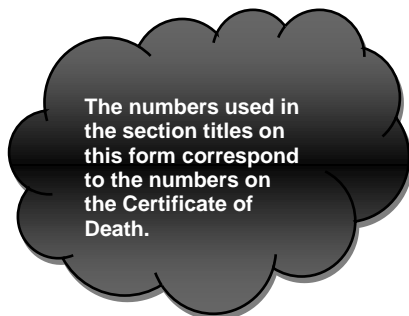 The numbers used in
the section titles on
this form correspond
to the numbers on
the Certificate of
Death.